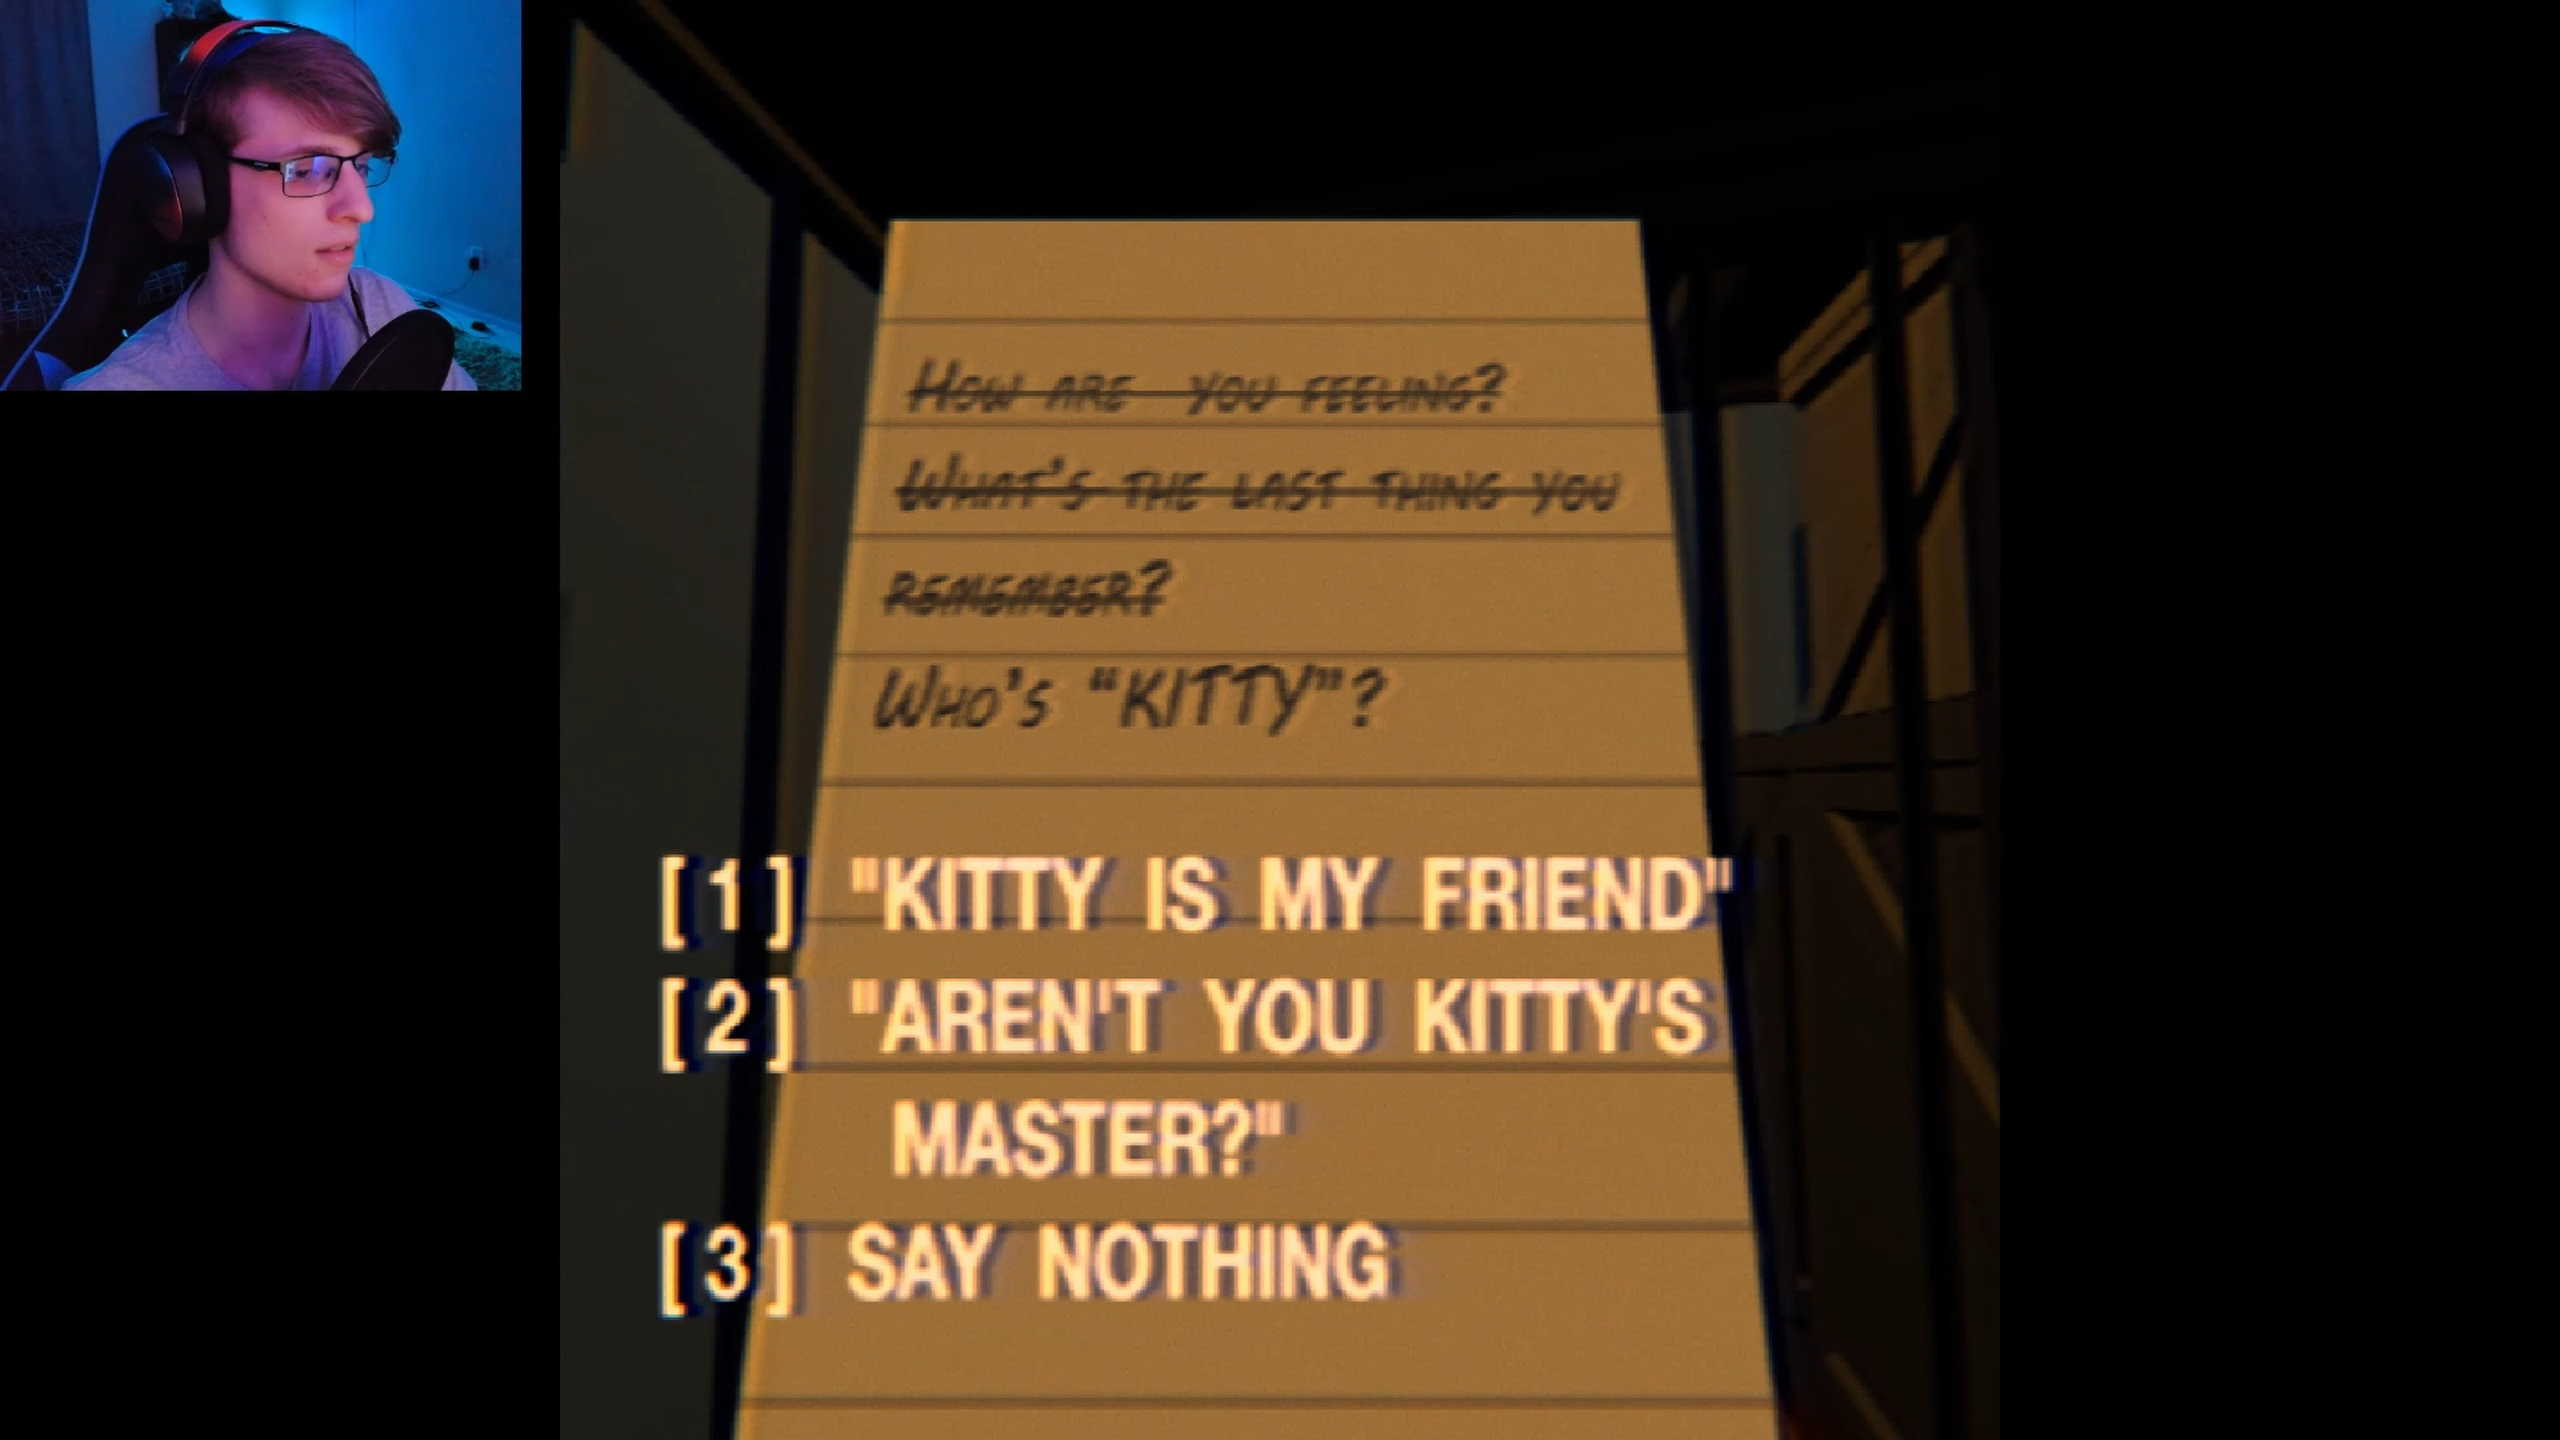 How are you feeling?
What's the last thing you
remember?
Who's "KITTY"?
[1] "KITTY IS MY FRIEND"
[2] "AREN'T YOU KITTY'S
MASTER?"
[3] SAY NOTHING